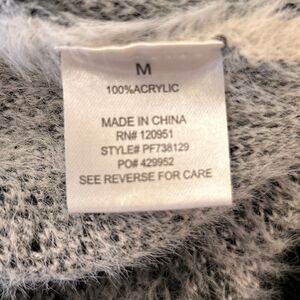 M
100%ACRYLIC
MADE IN CHINA
RN# 120951
STYLE# PF738129
PO# 429952
SEE REVERSE FOR CARE